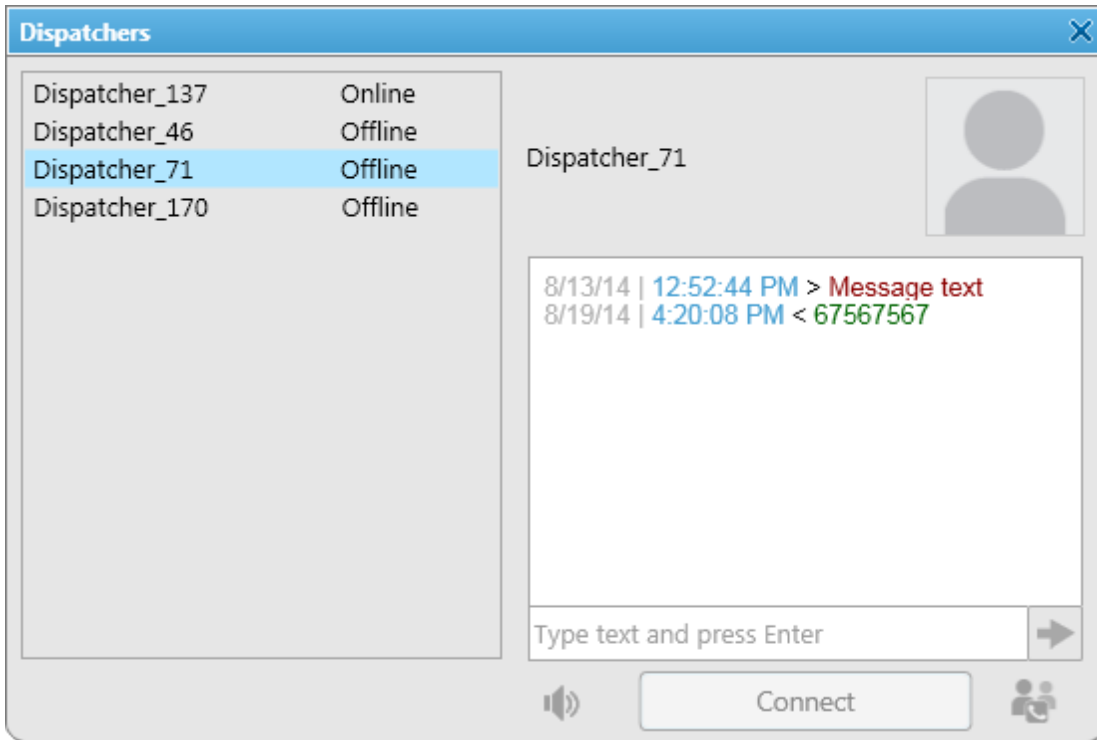 Dispatchers
Dispatcher_137 Online
Dispatcher_46 Offline
Dispatcher_71 Offline
Dispatcher_170 Offline
Dispatcher_71
8/13/14 | 12:52:44 PM > Message text
8/19/14 | 4:20:08 PM < 67567567
Type text and press Enter
Connect